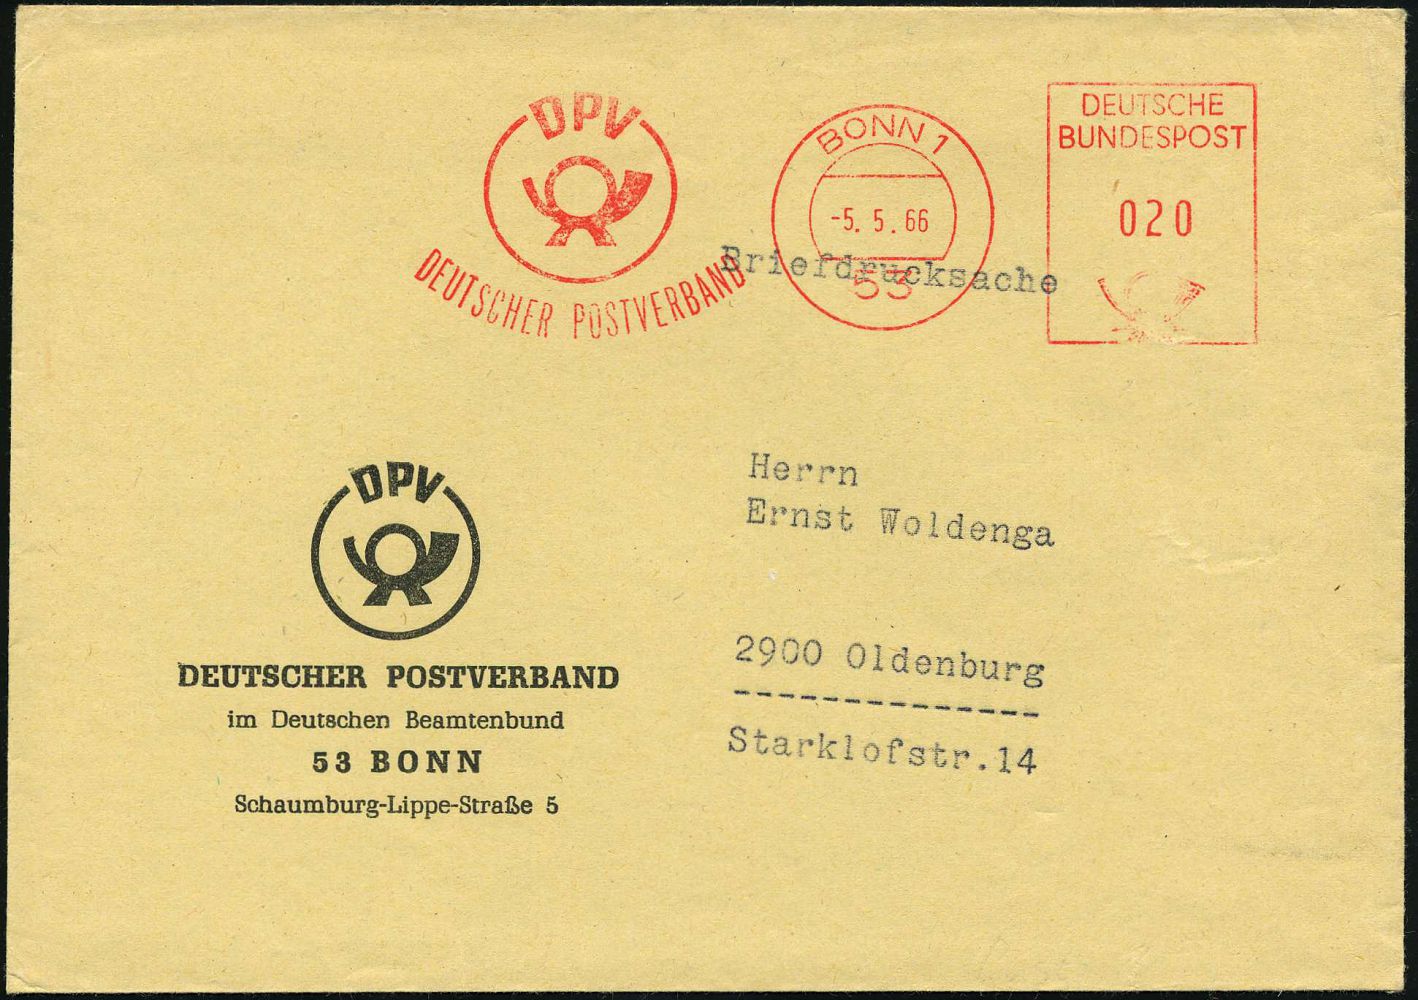 DPV
DEUTSCHER POSTVERBAND
BONN 1
-5. 5. 66
53
DEUTSCHE
BUNDESPOST
020
Briefdrucksache
DPV
DEUTSCHER POSTVERBAND
im Deutschen Beamtenbund
53 BONN
Schaumburg-Lippe-Straße 5
Herrn
Ernst Woldenga
2900 Oldenburg
--------------
Starklofstr.14